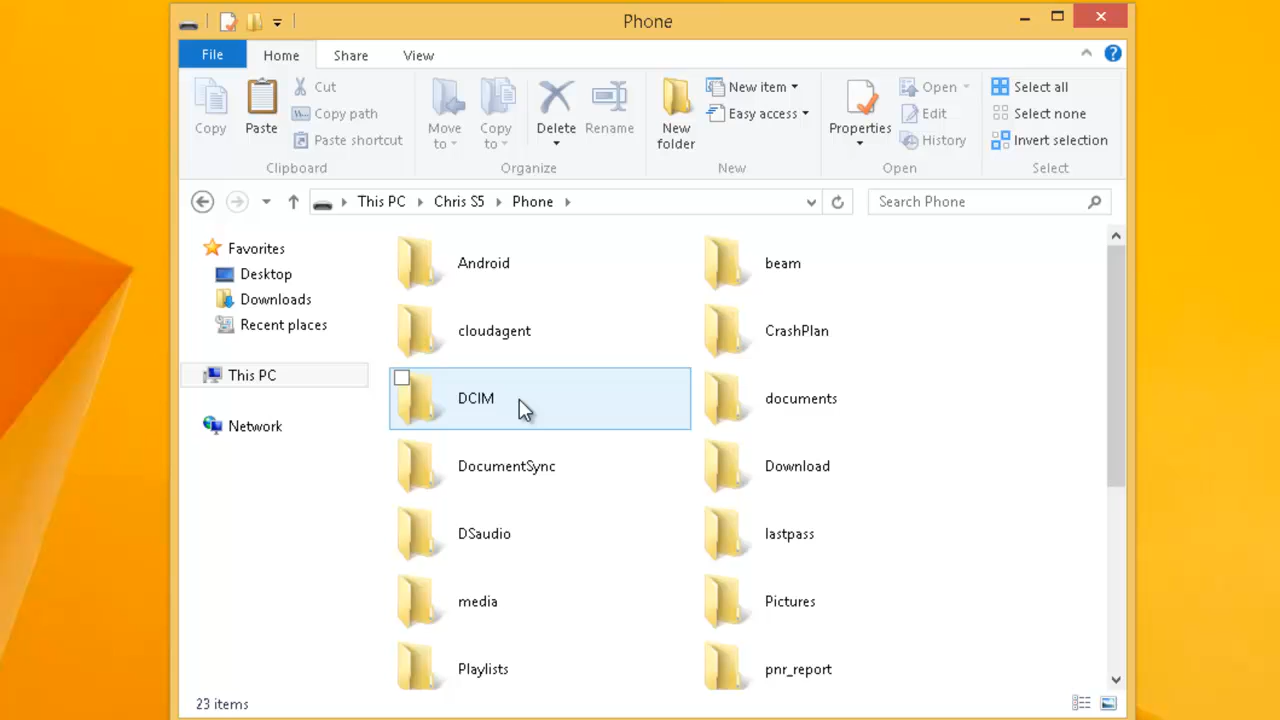 Phone
File Home Share View
Copy
Paste
Cut
Copy path
Paste shortcut
Clipboard
Move to
Copy to
Delete
Rename
Organize
New folder
New item
Easy access
New
Properties
Open
Edit
History
Open
Select all
Select none
Invert selection
Select
This PC Chris S5 Phone
Search Phone
Favorites
Desktop
Downloads
Recent places
This PC
Network
Android
beam
cloudagent
CrashPlan
DCIM
documents
DocumentSync
Download
DSaudio
lastpass
media
Pictures
Playlists
pnr_report
23 items